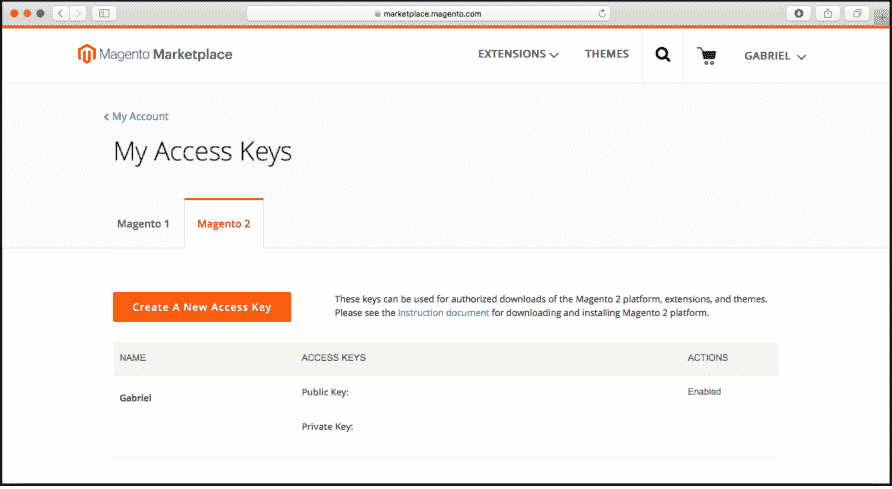 marketplace.magento.com
Magento Marketplace
EXTENSIONS
THEMES
GABRIEL
My Account
My Access Keys
Magento 1
Magento 2
Create A New Access Key
These keys can be used for authorized downloads of the Magento 2 platform, extensions, and themes.
Please see the instruction document for downloading and installing Magento 2 platform.
NAME ACCESS KEYS ACTIONS
Gabriel Public Key: Enabled
Private Key: